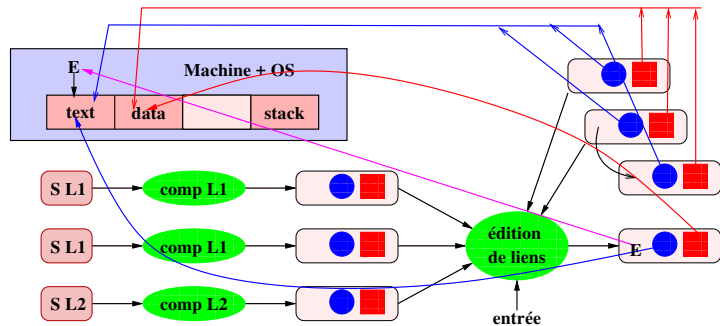 Machine + OS
E
text data stack
S L1 comp L1
S L1 comp L1
édition
de liens
E
S L2 comp L2
entrée